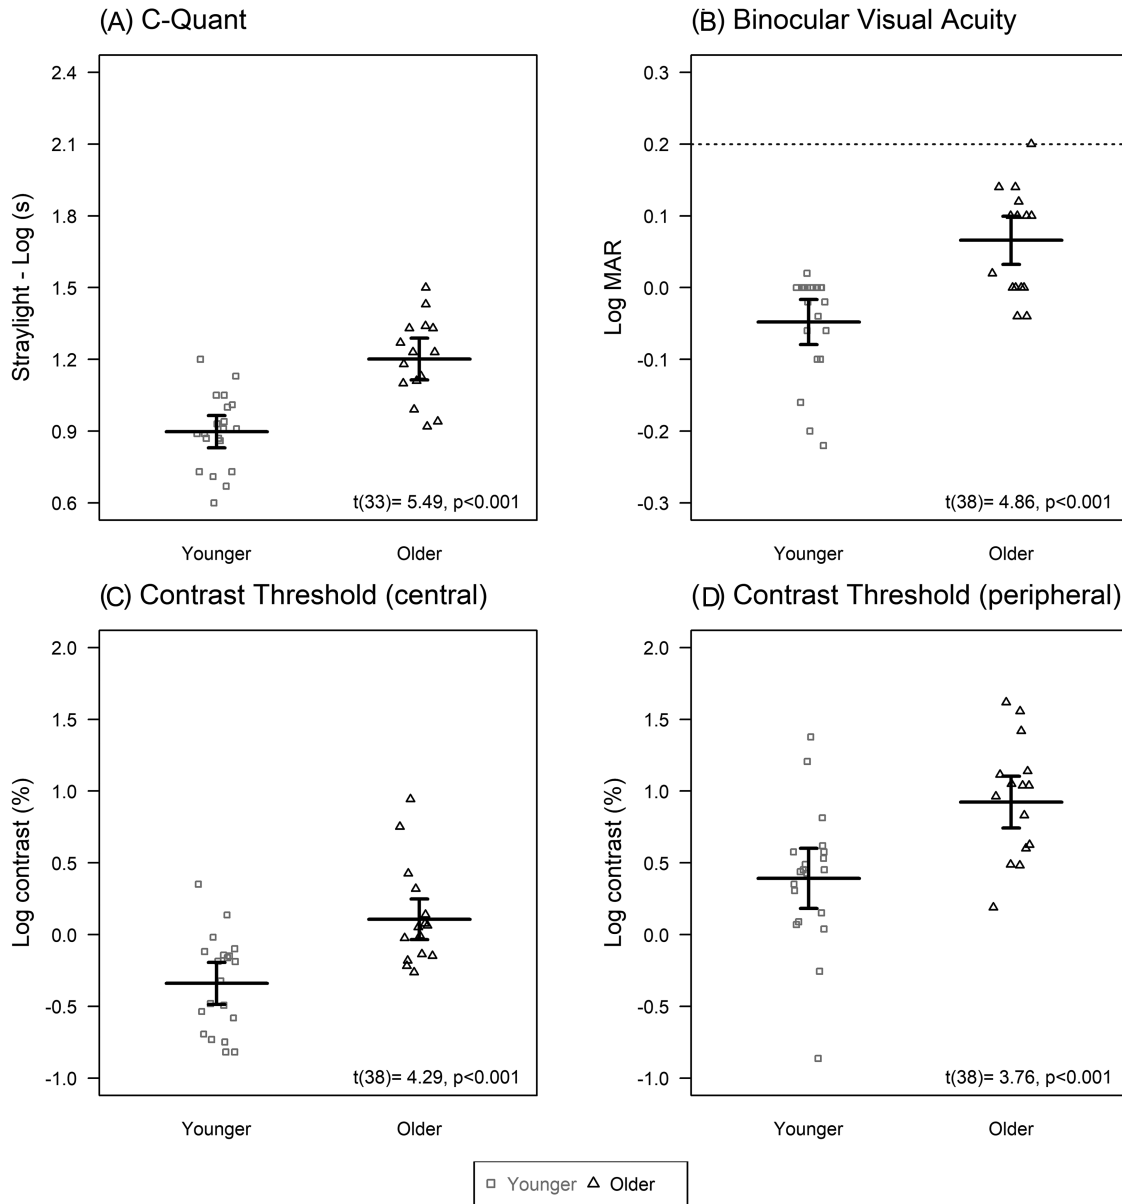 (A) C-Quant
(B) Binocular Visual Acuity
Straylight - Log (s)
2.4
2.1
1.8
1.5
1.2
0.9
0.6
t(33)= 5.49, p<0.001
Younger
Older
Log MAR
0.3
0.2
0.1
0.0
-0.1
-0.2
-0.3
t(38)= 4.86, p<0.001
Younger
Older
(C) Contrast Threshold (central)
(D) Contrast Threshold (peripheral)
Log contrast (%)
2.0
1.5
1.0
0.5
0.0
-0.5
-1.0
t(38)= 4.29, p<0.001
Younger
Older
Log contrast (%)
2.0
1.5
1.0
0.5
0.0
-0.5
-1.0
t(38)= 3.76, p<0.001
Younger
Older
Younger Older